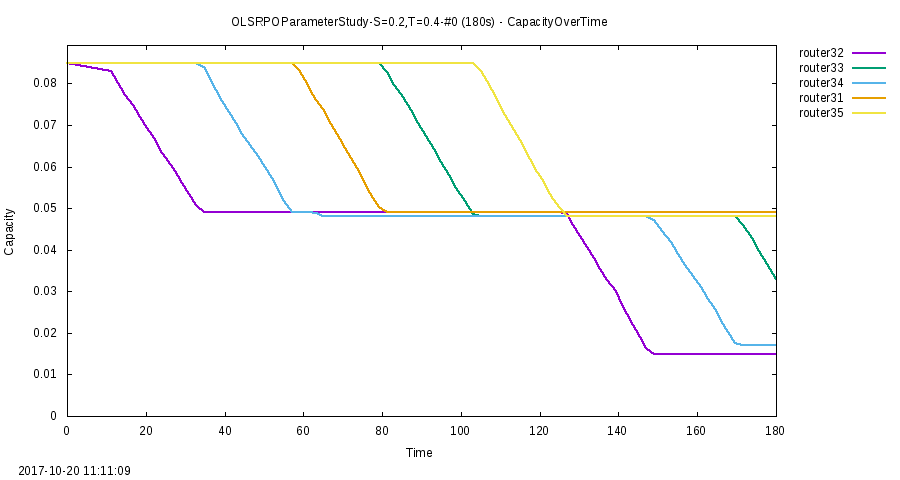 OLSRPOParameterStudy-S=0.2,T=0.4-#0 (180s) - CapacityOverTime
router32
router33
router34
router31
router35
0.08
0.07
0.06
0.05
0.04
0.03
0.02
0.01
0
Capacity
0 20 40 60 80 100 120 140 160 180
Time
2017-10-20 11:11:09